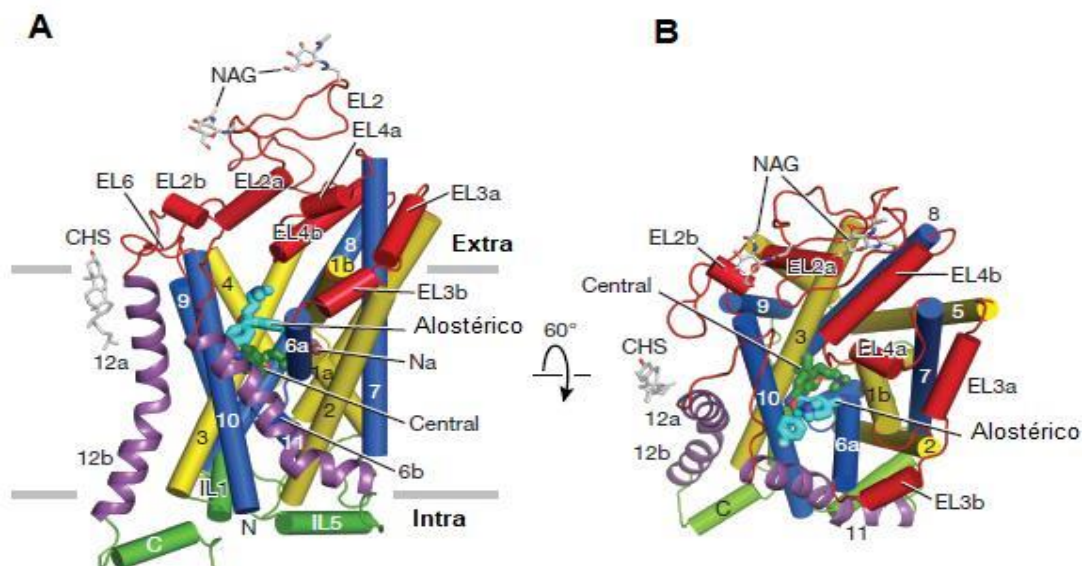 A
NAG
EL2
EL4a
EL6
EL2b
EL2a
EL3a
CHS
EL4b
8
Extra
4
1b
9
EL3b
Alostérico
6a
12a
Na
1a
7
10
2
Central
3
12b
11
6b
IL1
N
Intra
IL5
C
60°
B
NAG
8
EL2b
EL2a
EL4b
Central
9
5
3
CHS
EL4a
7
EL3a
10
1b
12a
Alostérico
12b
6a
2
C
EL3b
11